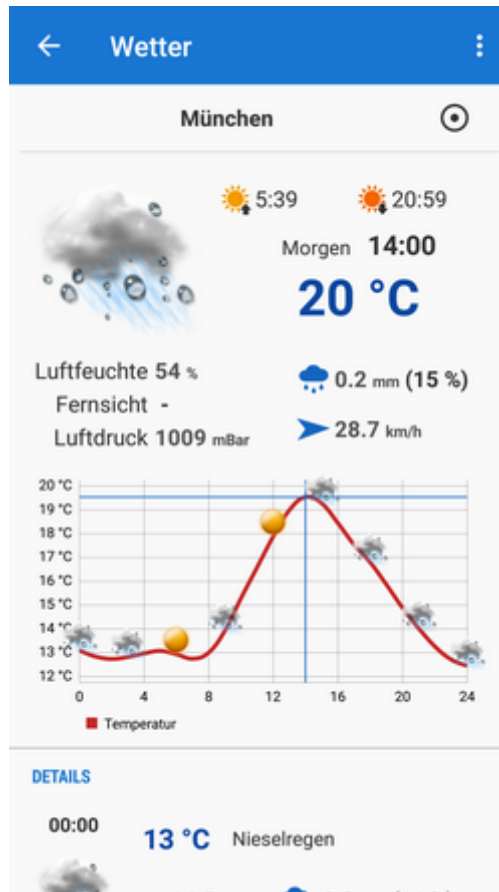 Wetter
München
5:39 20:59
Morgen 14:00
20 °C
Luftfeuchte 54 %
0.2 mm (15 %)
Fernsicht -
Luftdruck 1009 mBar
28.7 km/h
20 °C
19 °C
18 °C
17 °C
16 °C
15 °C
14 °C
13 °C
12 °C
0 4 8 12 16 20 24
Temperatur
DETAILS
00:00
13 °C Nieselregen